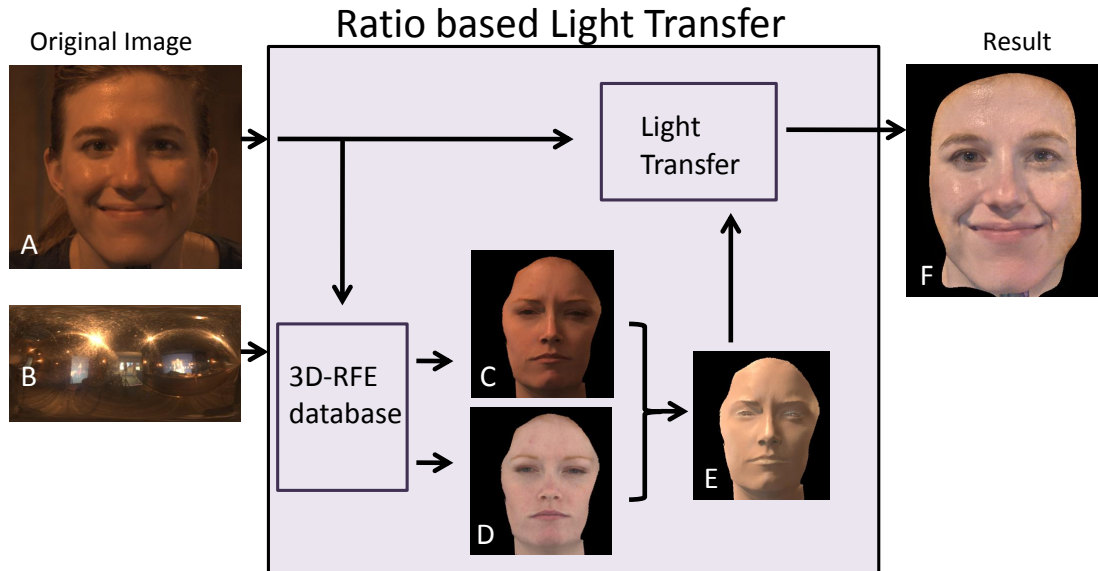 Ratio based Light Transfer
Original Image
Result
A
Light
Transfer
F
B
3D-RFE
database
C
D
E